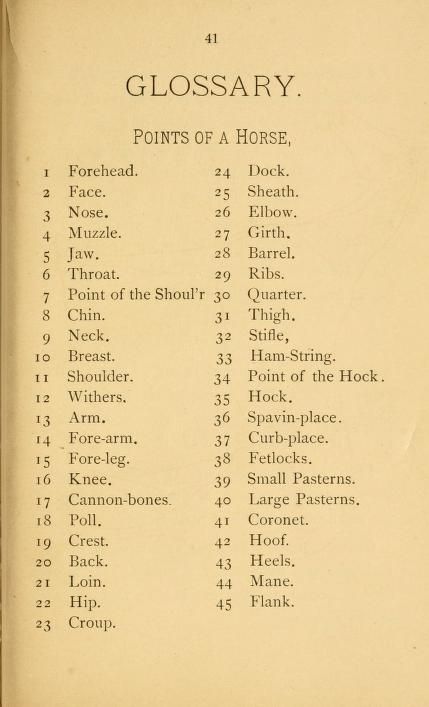 41
GLOSSARY.
POINTS OF A HORSE,
1 Forehead.
2 Face.
3 Nose.
4 Muzzle.
5 Jaw.
6 Throat.
7 Point of the Shoul'r
8 Chin.
9 Neck.
10 Breast.
11 Shoulder.
12 Withers.
13 Arm.
14 Fore-arm.
15 Fore-leg.
16 Knee.
17 Cannon-bones.
18 Poll.
19 Crest.
20 Back.
21 Loin.
22 Hip.
23 Croup.
24 Dock.
25 Sheath.
26 Elbow.
27 Girth.
28 Barrel.
29 Ribs.
30 Quarter.
31 Thigh.
32 Stifle,
33 Ham-String.
34 Point of the Hock.
35 Hock.
36 Spavin-place.
37 Curb-place.
38 Fetlocks.
39 Small Pasterns.
40 Large Pasterns.
41 Coronet.
42 Hoof.
43 Heels.
44 Mane.
45 Flank.